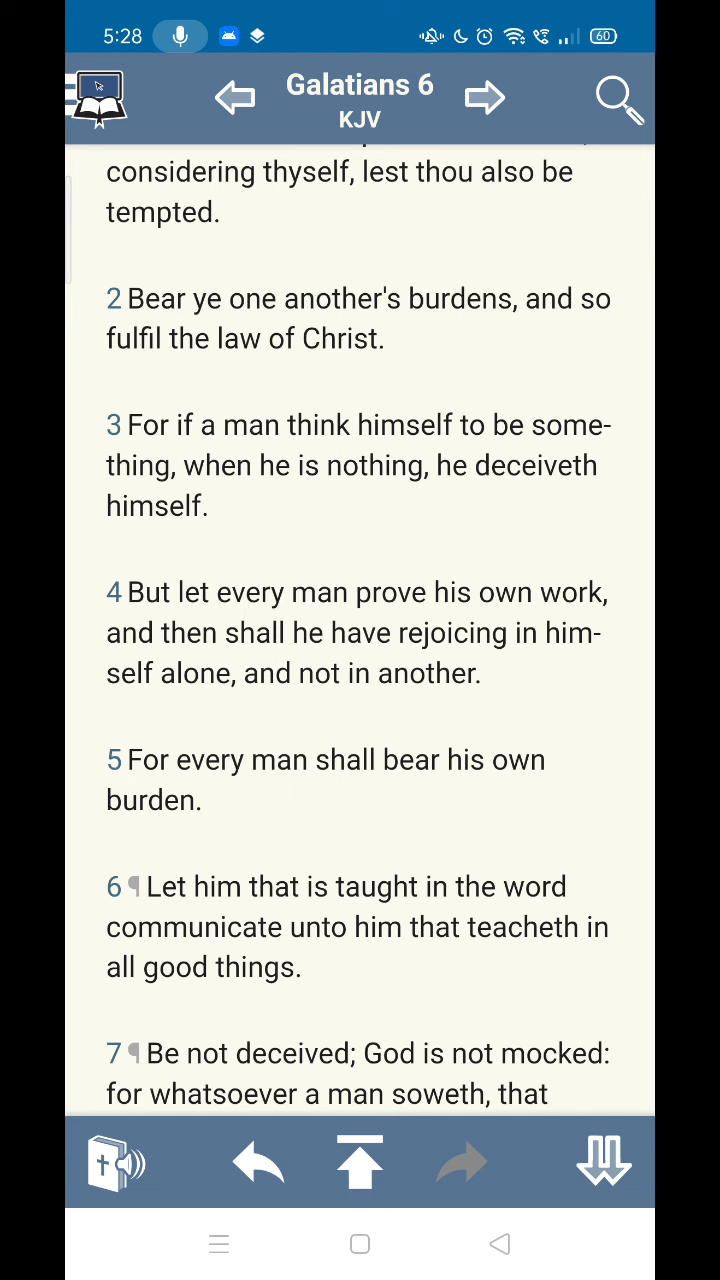 5:28
60
Galatians 6
KJV
considering thyself, lest thou also be
tempted.
2 Bear ye one another's burdens, and so
fulfil the law of Christ.
3 For if a man think himself to be some-
thing, when he is nothing, he deceiveth
himself.
4 But let every man prove his own work,
and then shall he have rejoicing in him-
self alone, and not in another.
5 For every man shall bear his own
burden.
6 ¶ Let him that is taught in the word
communicate unto him that teacheth in
all good things.
7 ¶ Be not deceived; God is not mocked:
for whatsoever a man soweth, that